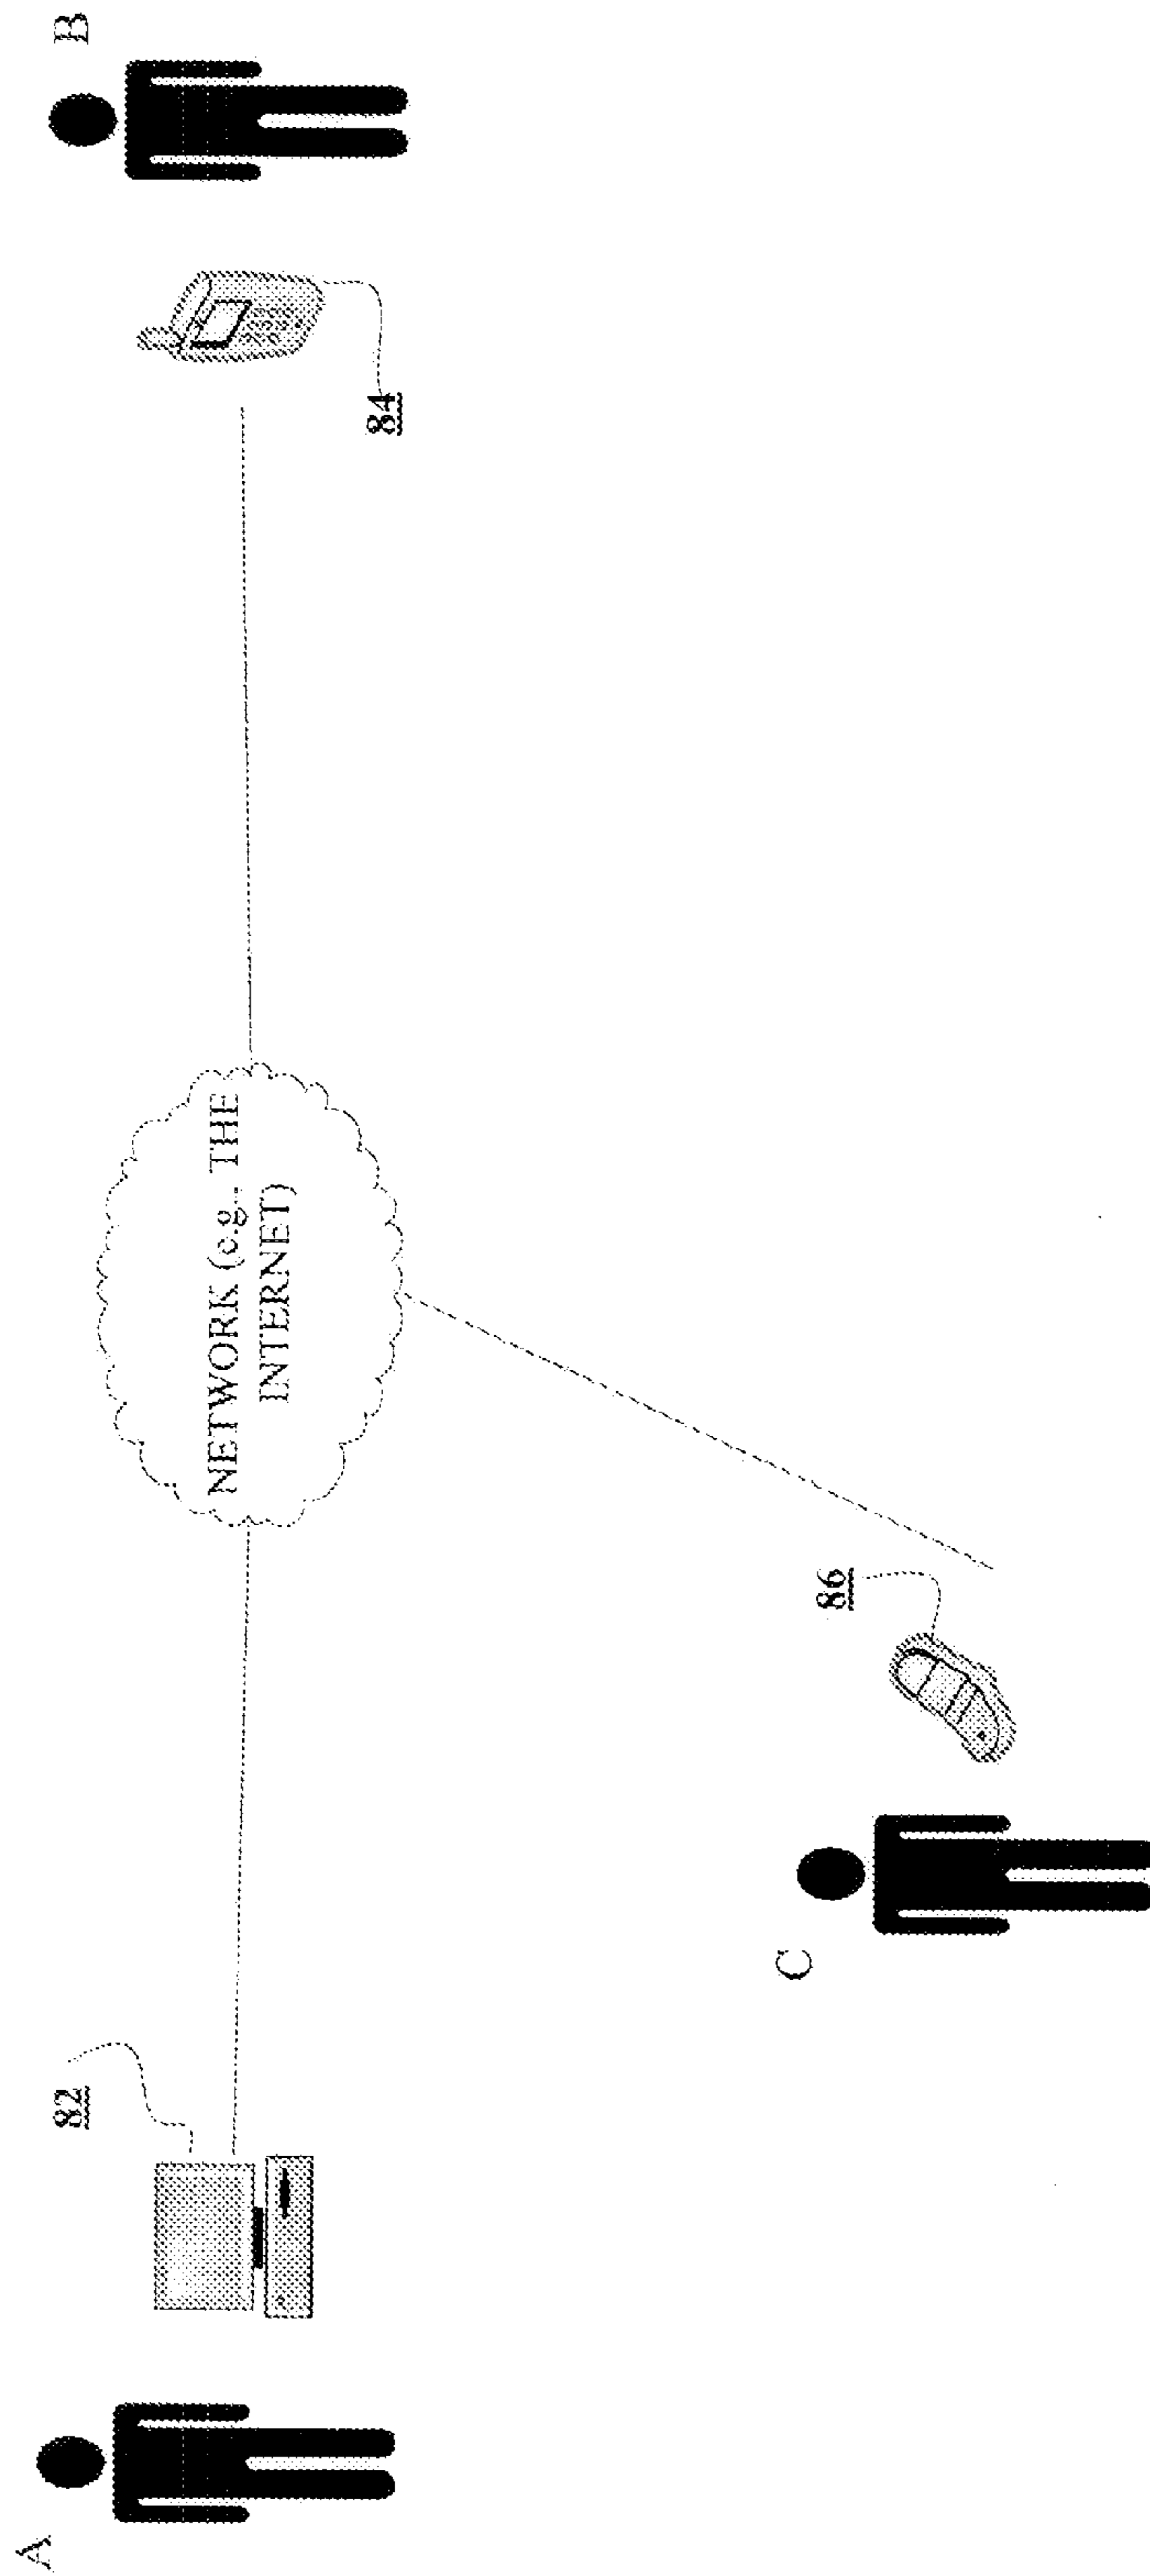 A
82
NETWORK (e.g., THE
INTERNET)
84
B
C
86